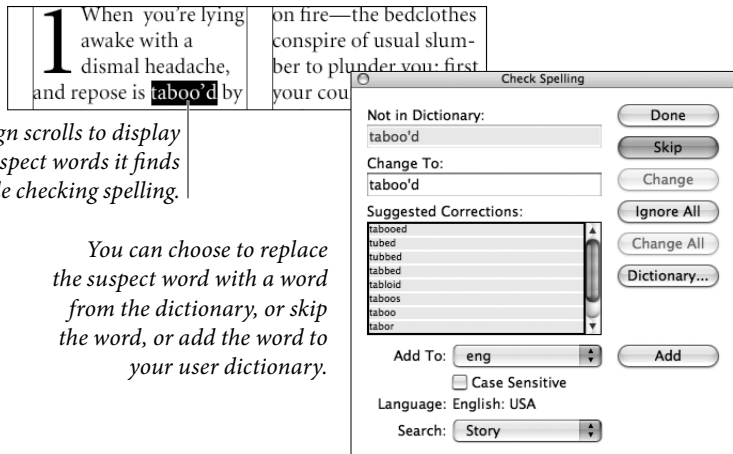 1 When you're lying
awake with a
dismal headache,
and repose is taboo'd by
on fire—the bedclothes
conspire of usual slum-
ber to plunder you: first
your cou
gn scrolls to display
spect words it finds
e checking spelling.
You can choose to replace
the suspect word with a word
from the dictionary, or skip
the word, or add the word to
your user dictionary.
Check Spelling
Not in Dictionary:
taboo'd
Change To:
taboo'd
Suggested Corrections:
tabooed
tubed
tubbed
tabbed
tabloid
taboos
taboo
tabor
Add To: eng
Case Sensitive
Language: English: USA
Search: Story
Done
Skip
Change
Ignore All
Change All
Dictionary...
Add